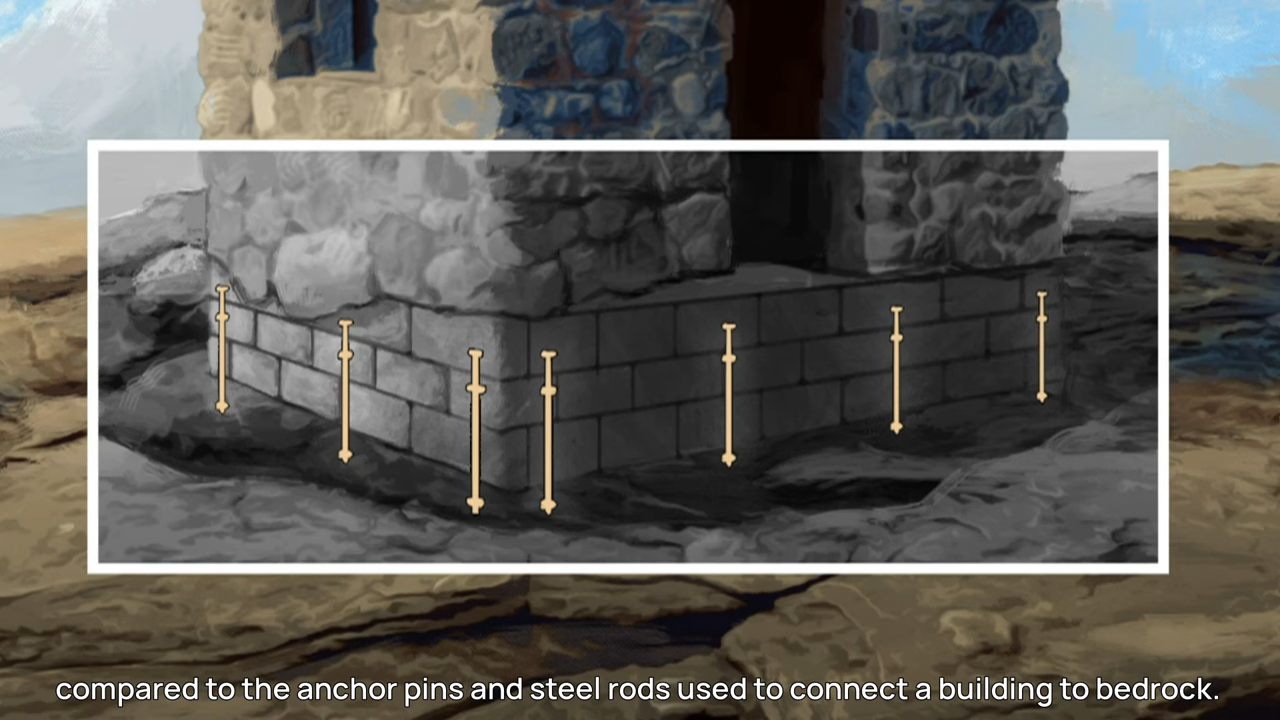 compared to the anchor pins and steel rods used to connect a building to bedrock.